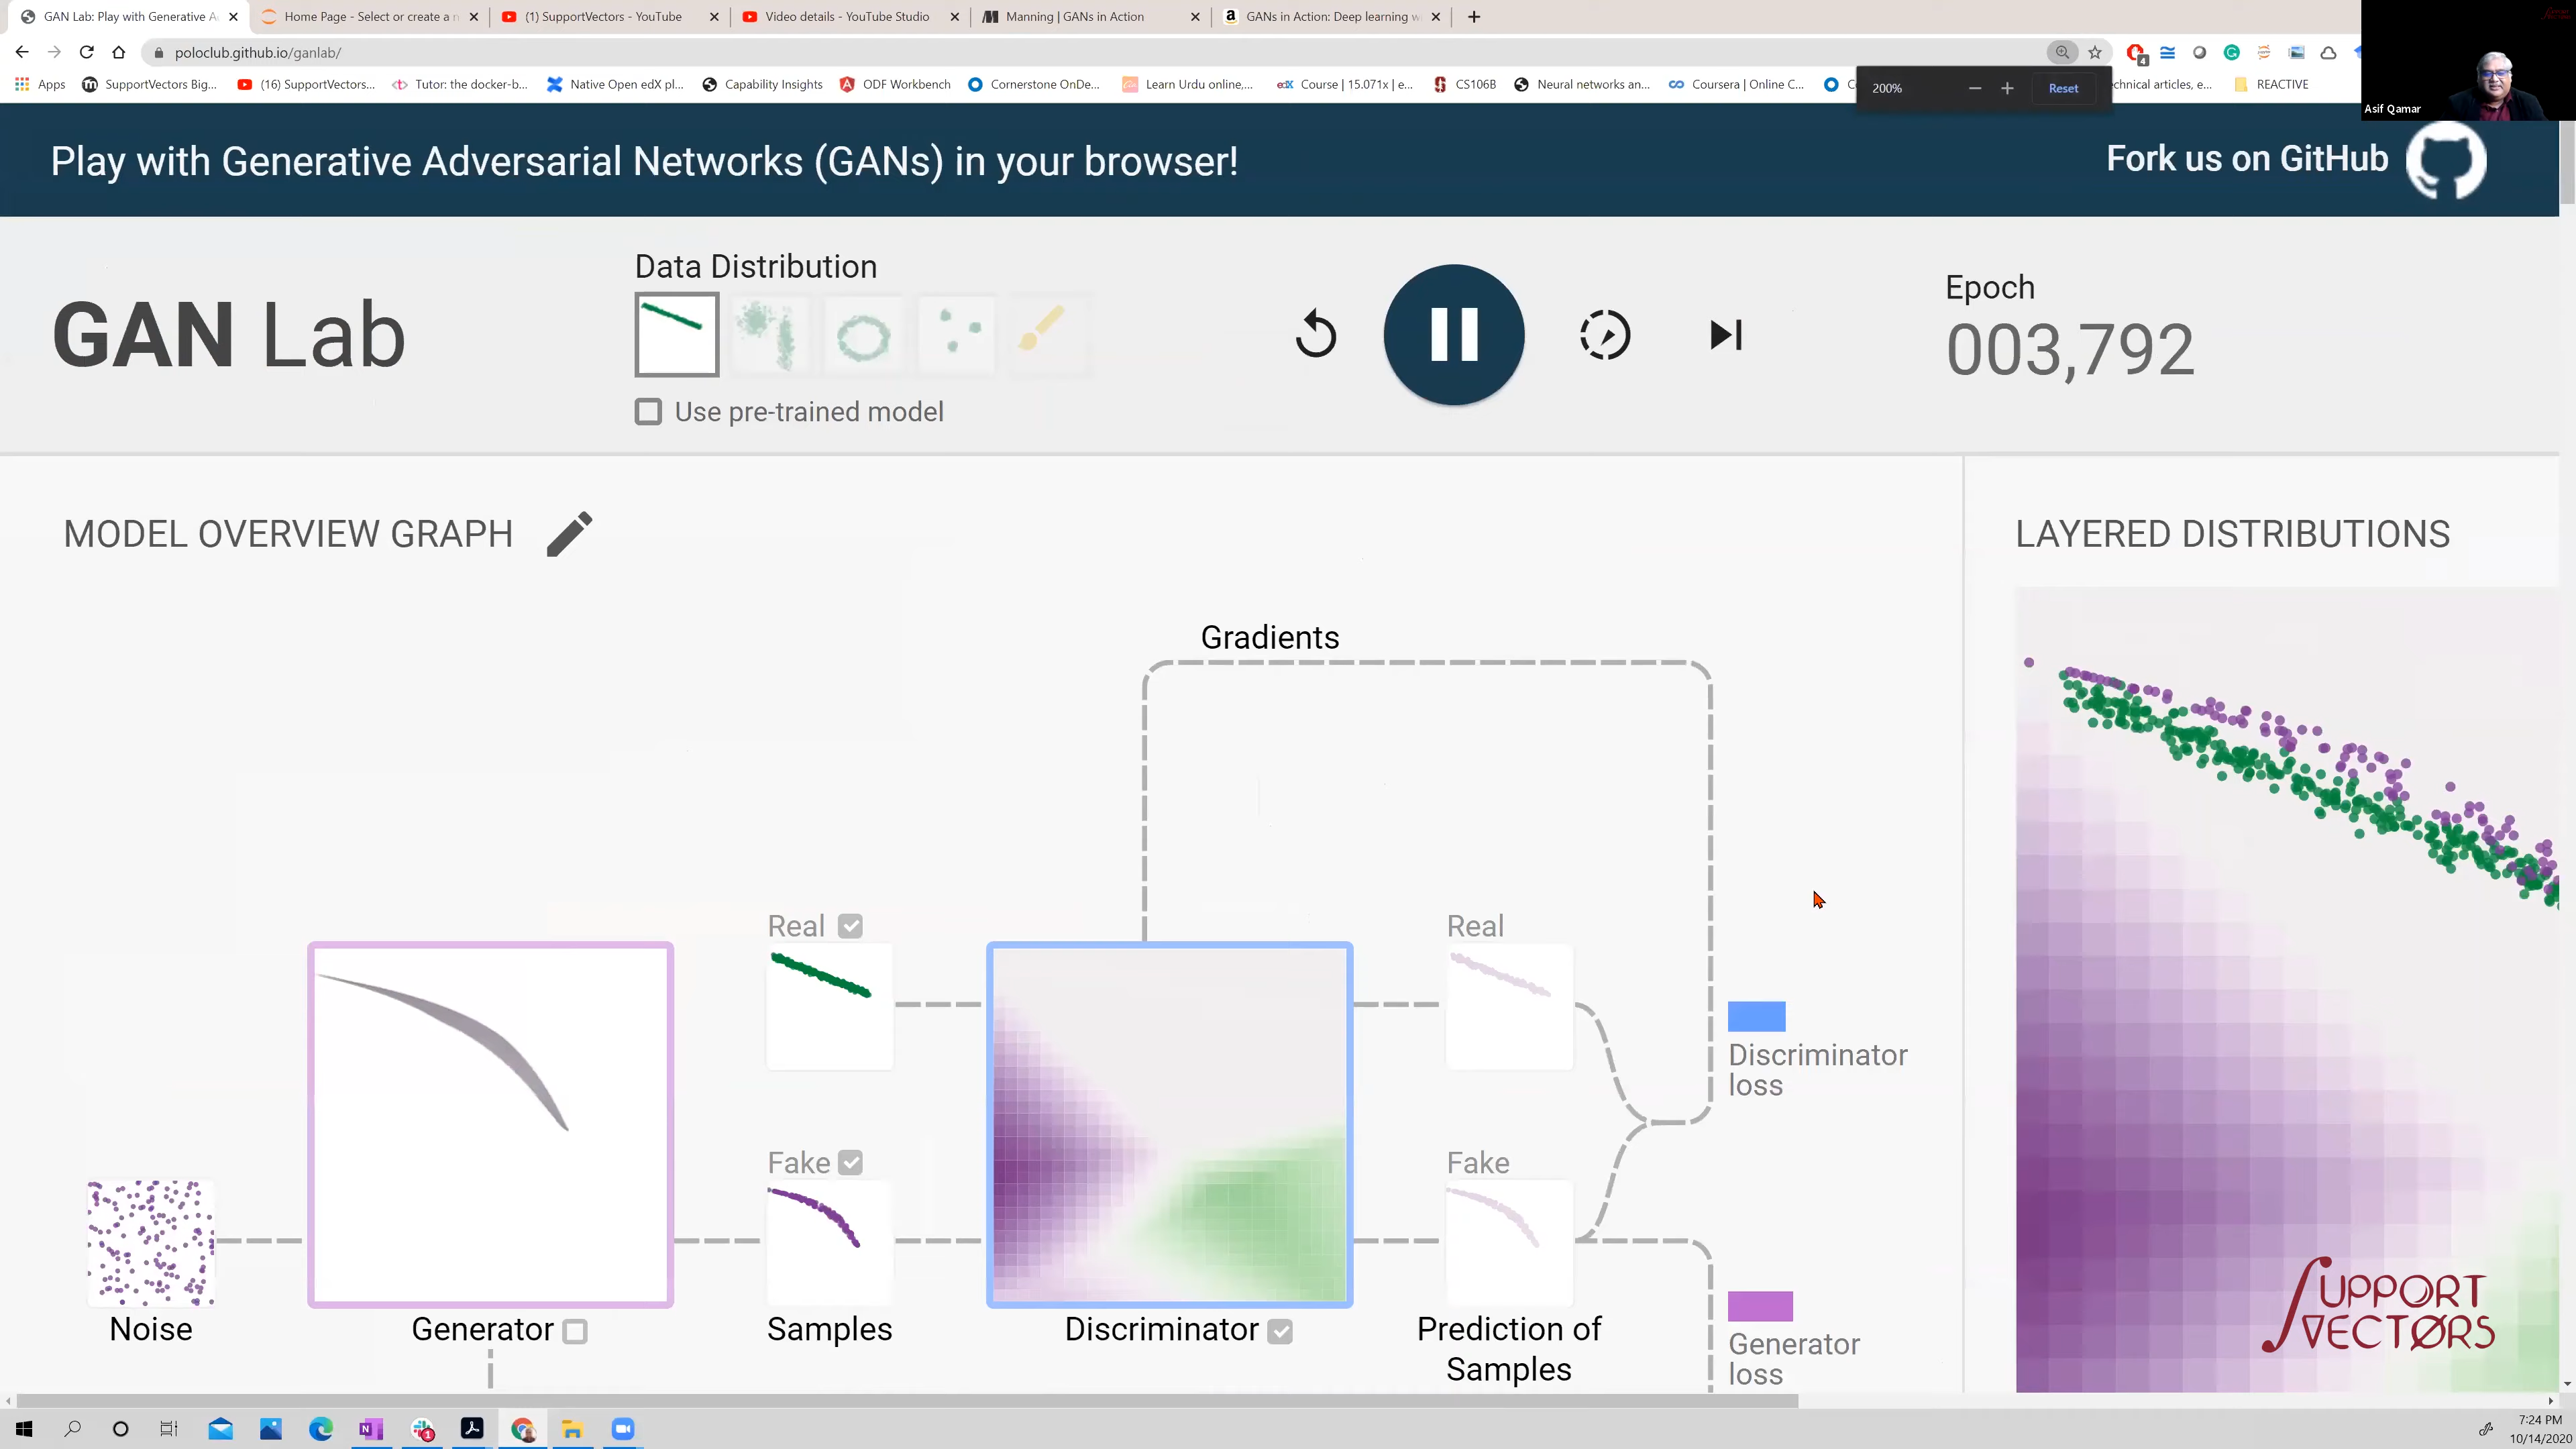 GAN Lab: Play with Generative A
Home Page - Select or create a n
(1) SupportVectors - YouTube
Video details - YouTube Studio
Manning | GANs in Action
GANs in Action: Deep learning w
poloclub.github.io/ganlab/
4
Apps
SupportVectors Big...
(16) SupportVectors...
Tutor: the docker-b...
Native Open edX pl...
Capability Insights
ODF Workbench
Cornerstone OnDe...
Learn Urdu online,...
Course | 15.071x | e...
CS106B
Neural networks an...
Coursera | Online C...
200%
Reset
echnical articles, e...
REACTIVE
Asif Qamar
Play with Generative Adversarial Networks (GANs) in your browser!
Fork us on GitHub
GAN Lab
Data Distribution
Use pre-trained model
Epoch
003,792
MODEL OVERVIEW GRAPH
LAYERED DISTRIBUTIONS
Gradients
Real
Real
Discriminator
loss
Fake
Fake
Noise
Generator
Samples
Discriminator
Prediction of
Samples
Generator
loss
SUPPORT
VECTORS
1
7:24 PM
10/14/2020